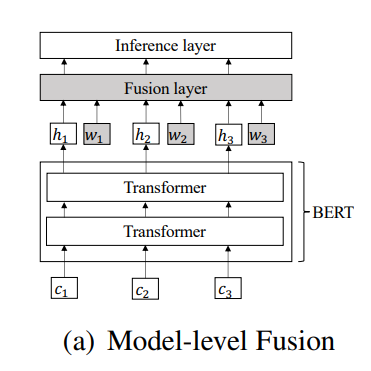 Inference layer
Fusion layer
h₁ w₁ h₂ w₂ h₃ w₃
Transformer
Transformer
BERT
c₁ c₂ c₃
(a) Model-level Fusion